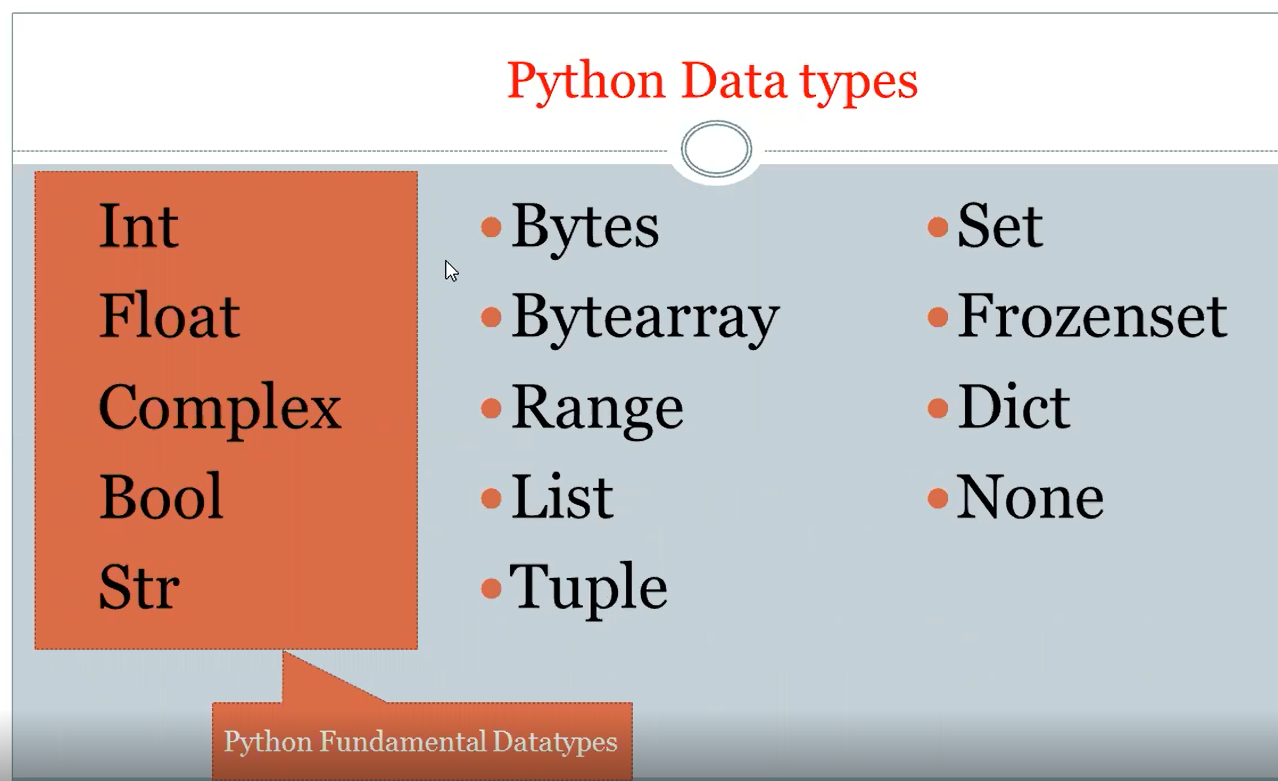 Python Data types
Int
Float
Complex
Bool
Str
Bytes
Bytearray
Range
List
Tuple
Set
Frozenset
Dict
None
Python Fundamental Datatypes